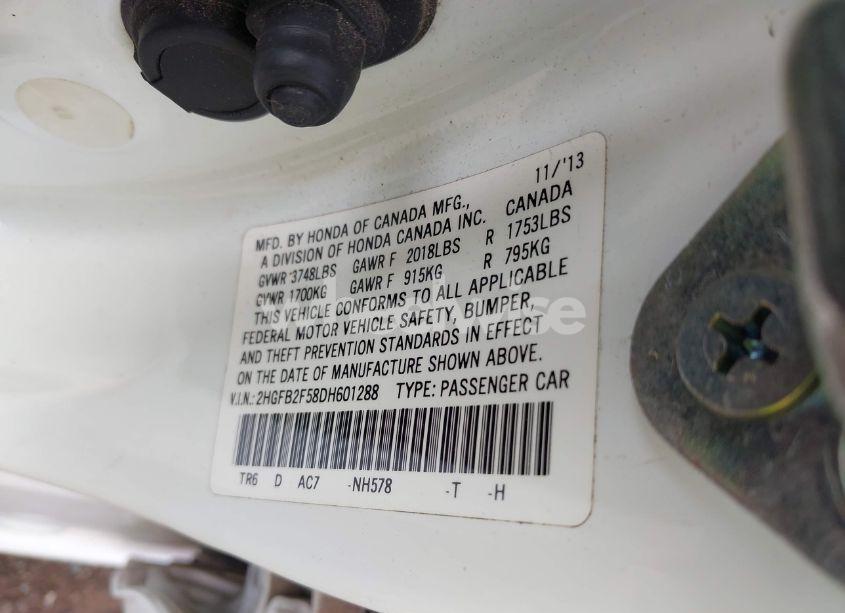 11/'13
MFD. BY HONDA OF CANADA MFG.,
A DIVISION OF HONDA CANADA INC. CANADA
GVWR 3748LBS GAWR F 2018LBS R 1753LBS
GVWR 1700KG GAWR F 915KG R 795KG
THIS VEHICLE CONFORMS TO ALL APPLICABLE
FEDERAL MOTOR VEHICLE SAFETY, BUMPER,
AND THEFT PREVENTION STANDARDS IN EFFECT
ON THE DATE OF MANUFACTURE SHOWN ABOVE.
V.I.N.: 2HGFB2F58DH601288 TYPE: PASSENGER CAR
TR6 D AC7 -NH578 -T -H